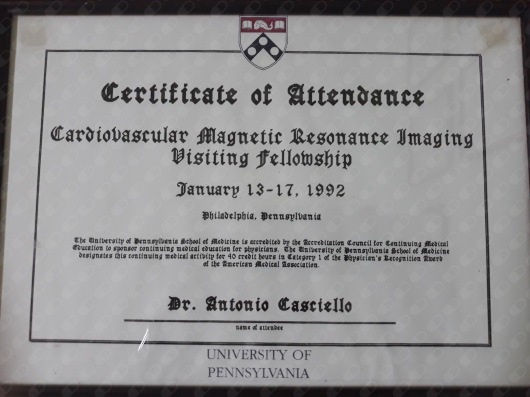 Certificate of Attendance
Cardiovascular Magnetic Resonance Imaging
Visiting Fellowship
January 13-17, 1992
Philadelphia, Pennsylvania
The University of Pennsylvania School of Medicine is accredited by the Accreditation Council for Continuing Medical
Education to sponsor continuing medical education for physicians. The University of Pennsylvania School of Medicine
designates this continuing medical activity for 40 credit hours in Category 1 of the Physician's Recognition Award
of the American Medical Association.
Dr. Antonio Casciello
name of attendee
UNIVERSITY OF
PENNSYLVANIA